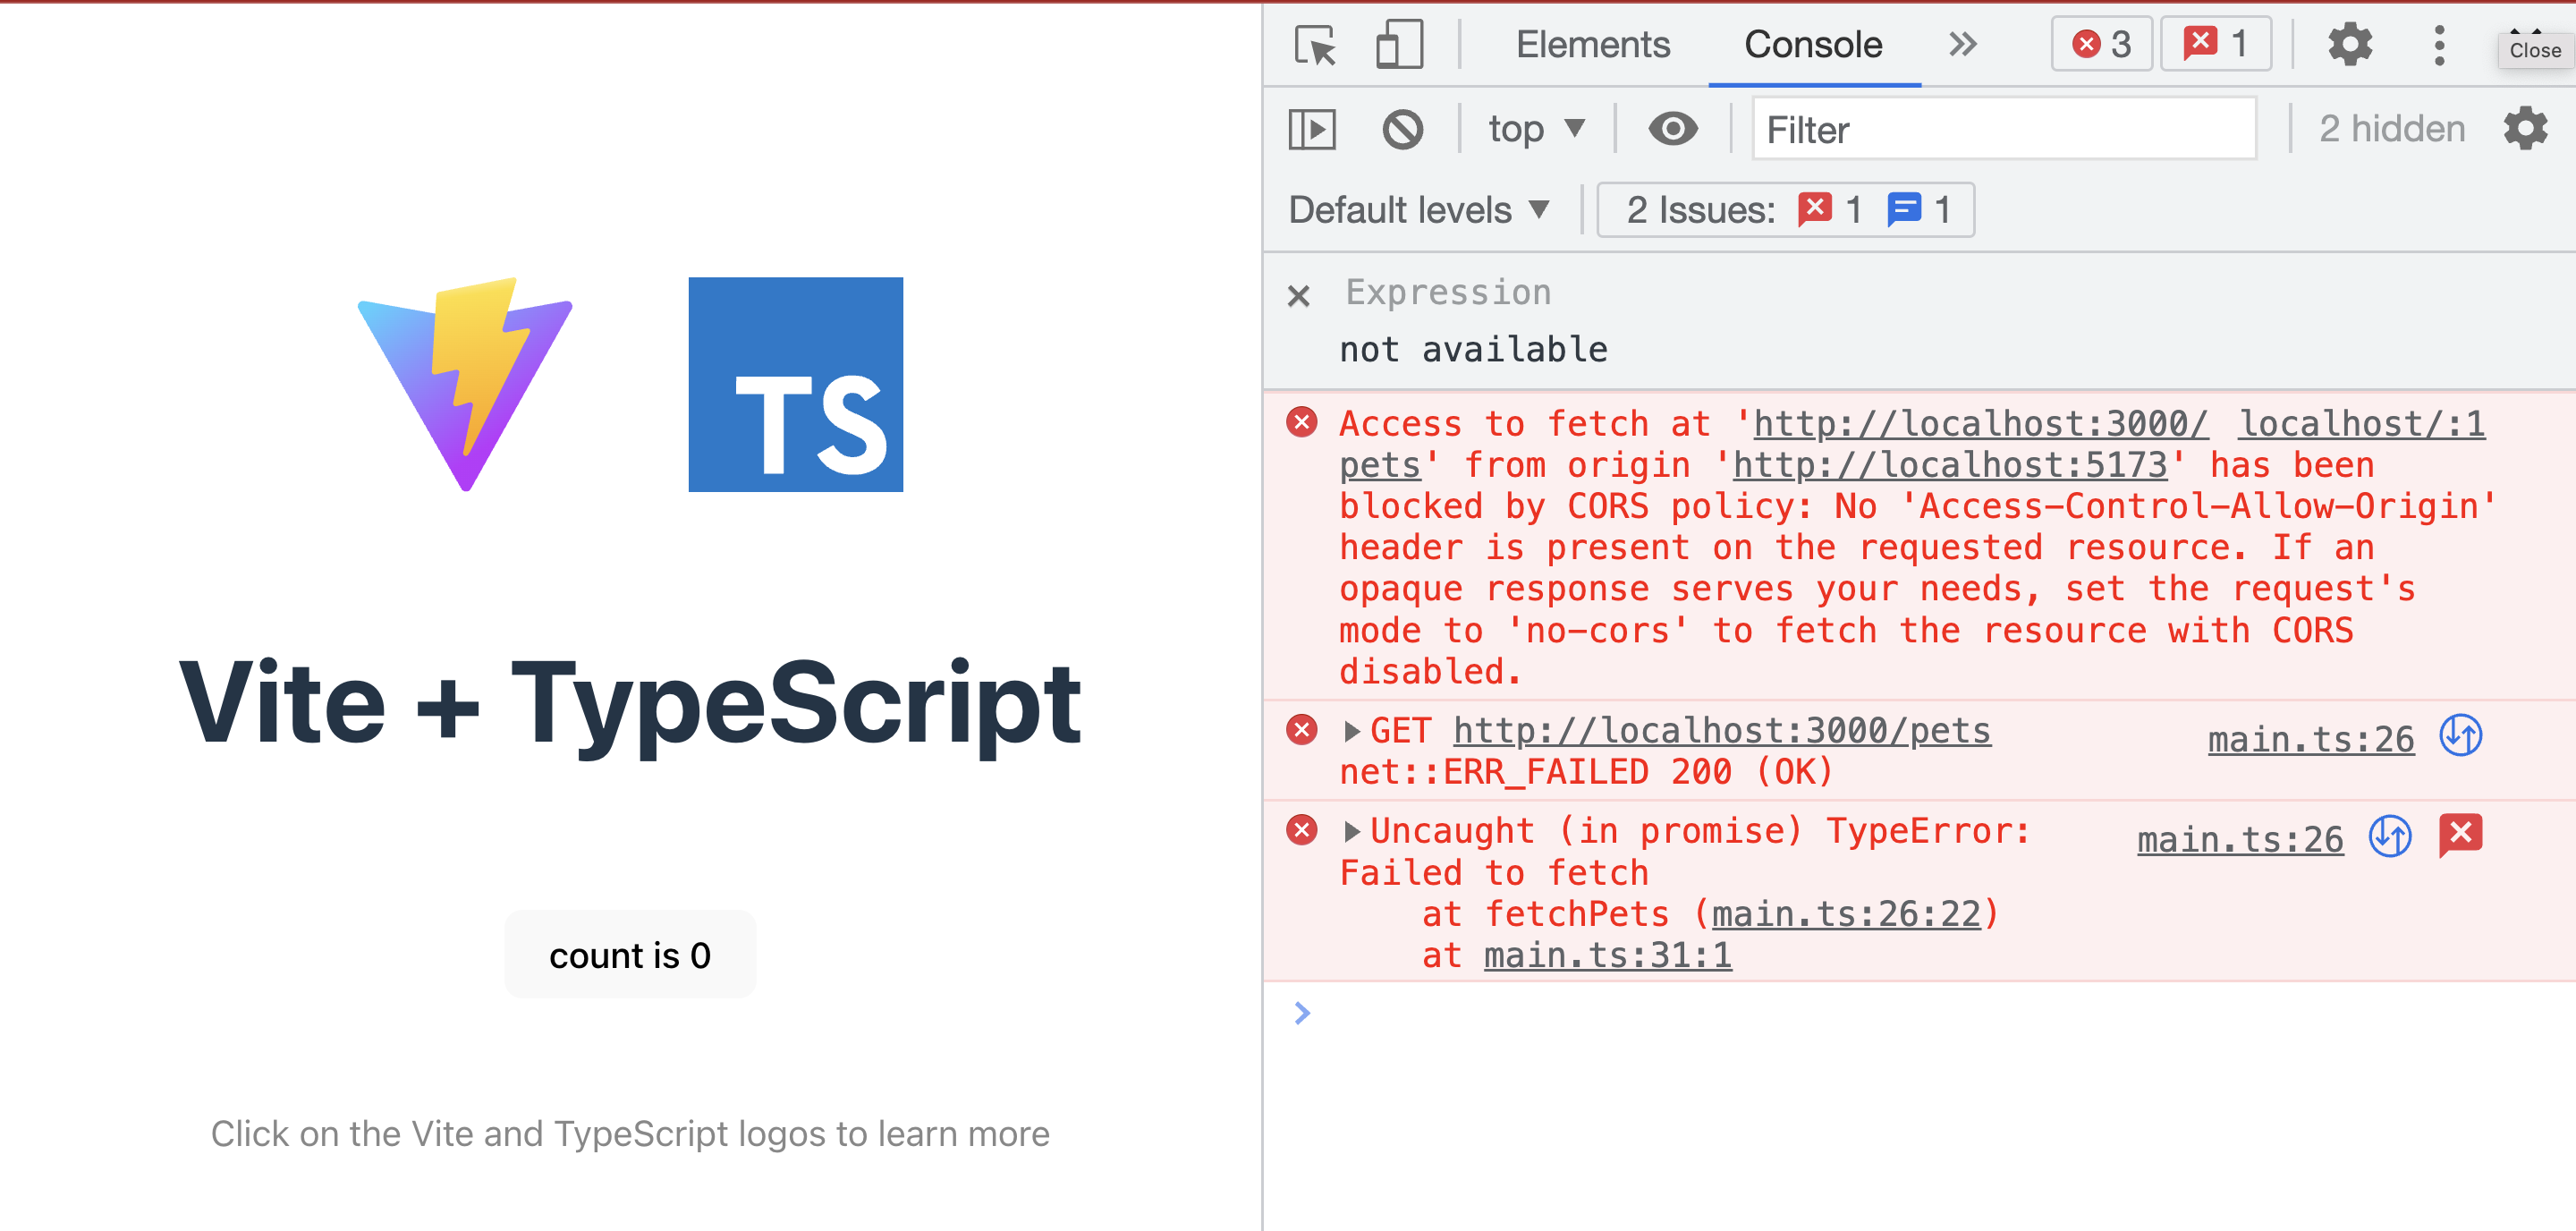 TS
Vite + TypeScript
count is 0
Click on the Vite and TypeScript logos to learn more
Elements Console 3 1 Close
top Filter 2 hidden
Default levels 2 Issues: 1 1
Expression
not available
Access to fetch at 'http://localhost:3000/ localhost/:1
pets' from origin 'http://localhost:5173' has been
blocked by CORS policy: No 'Access-Control-Allow-Origin'
header is present on the requested resource. If an
opaque response serves your needs, set the request's
mode to 'no-cors' to fetch the resource with CORS
disabled.
GET http://localhost:3000/pets main.ts:26
net::ERR_FAILED 200 (OK)
Uncaught (in promise) TypeError: main.ts:26
Failed to fetch
at fetchPets (main.ts:26:22)
at main.ts:31:1